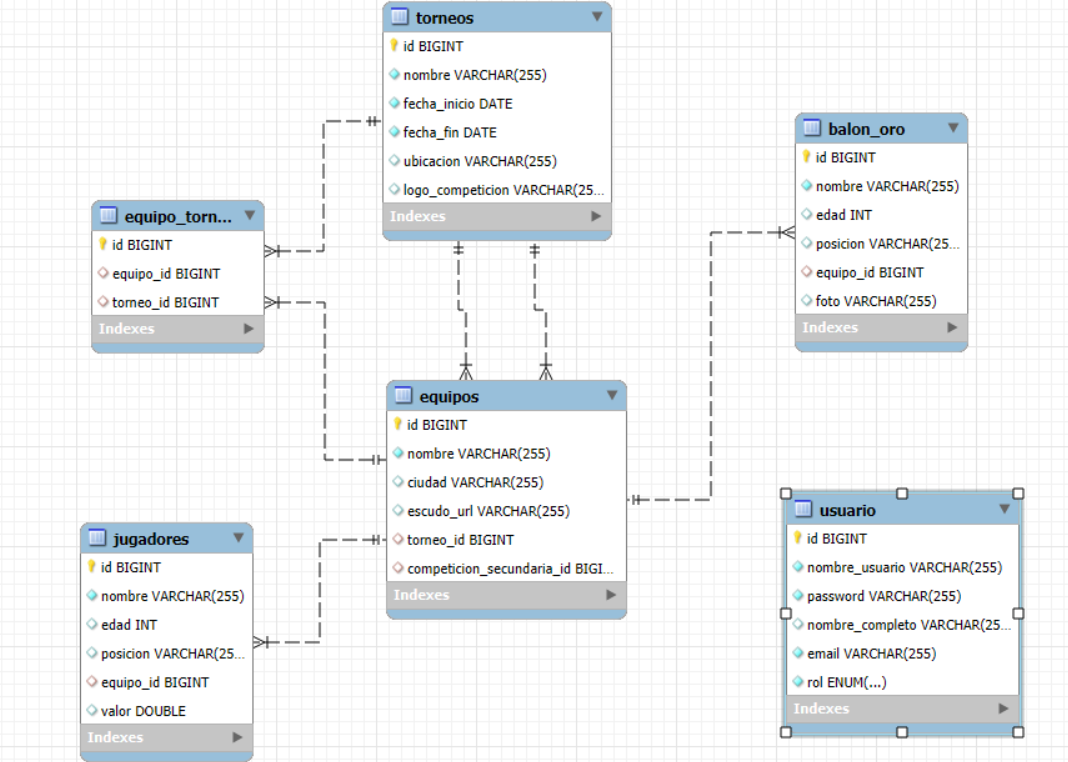 torneos
id BIGINT
nombre VARCHAR(255)
fecha_inicio DATE
fecha_fin DATE
ubicacion VARCHAR(255)
logo_competicion VARCHAR(25...
Indexes
balon_oro
id BIGINT
nombre VARCHAR(255)
edad INT
posicion VARCHAR(25...
equipo_id BIGINT
foto VARCHAR(255)
Indexes
equipo_torn...
id BIGINT
equipo_id BIGINT
torneo_id BIGINT
Indexes
equipos
id BIGINT
nombre VARCHAR(255)
ciudad VARCHAR(255)
escudo_url VARCHAR(255)
torneo_id BIGINT
competicion_secundaria_id BIGI...
Indexes
jugadores
id BIGINT
nombre VARCHAR(255)
edad INT
posicion VARCHAR(25...
equipo_id BIGINT
valor DOUBLE
Indexes
usuario
id BIGINT
nombre_usuario VARCHAR(255)
password VARCHAR(255)
nombre_completo VARCHAR(25...
email VARCHAR(255)
rol ENUM(...)
Indexes